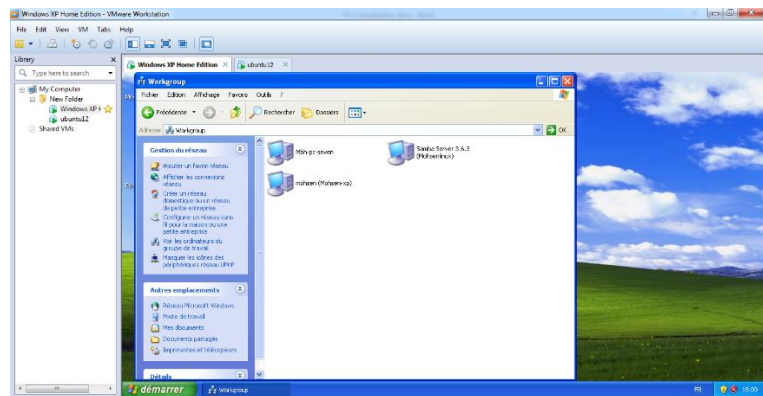 Windows XP Home Edition - VMware Workstation
File Edit View VM Tabs Help
Library
Type here to search
My Computer
New Folder
Windows XP H
ubuntu12
Shared VMs
Windows XP Home Edition
ubuntu12
Workgroup
Fichier Edition Affichage Favoris Outils ?
Précédente
Rechercher
Dossiers
Adresse
Workgroup
OK
Gestion du réseau
Ajouter un Favori réseau
Afficher les connexions
réseau
Créer un réseau
domestique ou un réseau
de petite entreprise
Configurer un réseau sans
fil pour la maison ou une
petite entreprise
Voir les ordinateurs du
groupe de travail
Masquer les icônes des
périphériques réseau UPnP
Autres emplacements
Réseau Microsoft Windows
Poste de travail
Mes documents
Documents partagés
Imprimantes et télécopieurs
Détails
Mbh-pc-seven
Samba Server 3.6.3
(Mohsenlinux)
mohsen (Mohsen-xp)
démarrer
Workgroup
FR
18:00